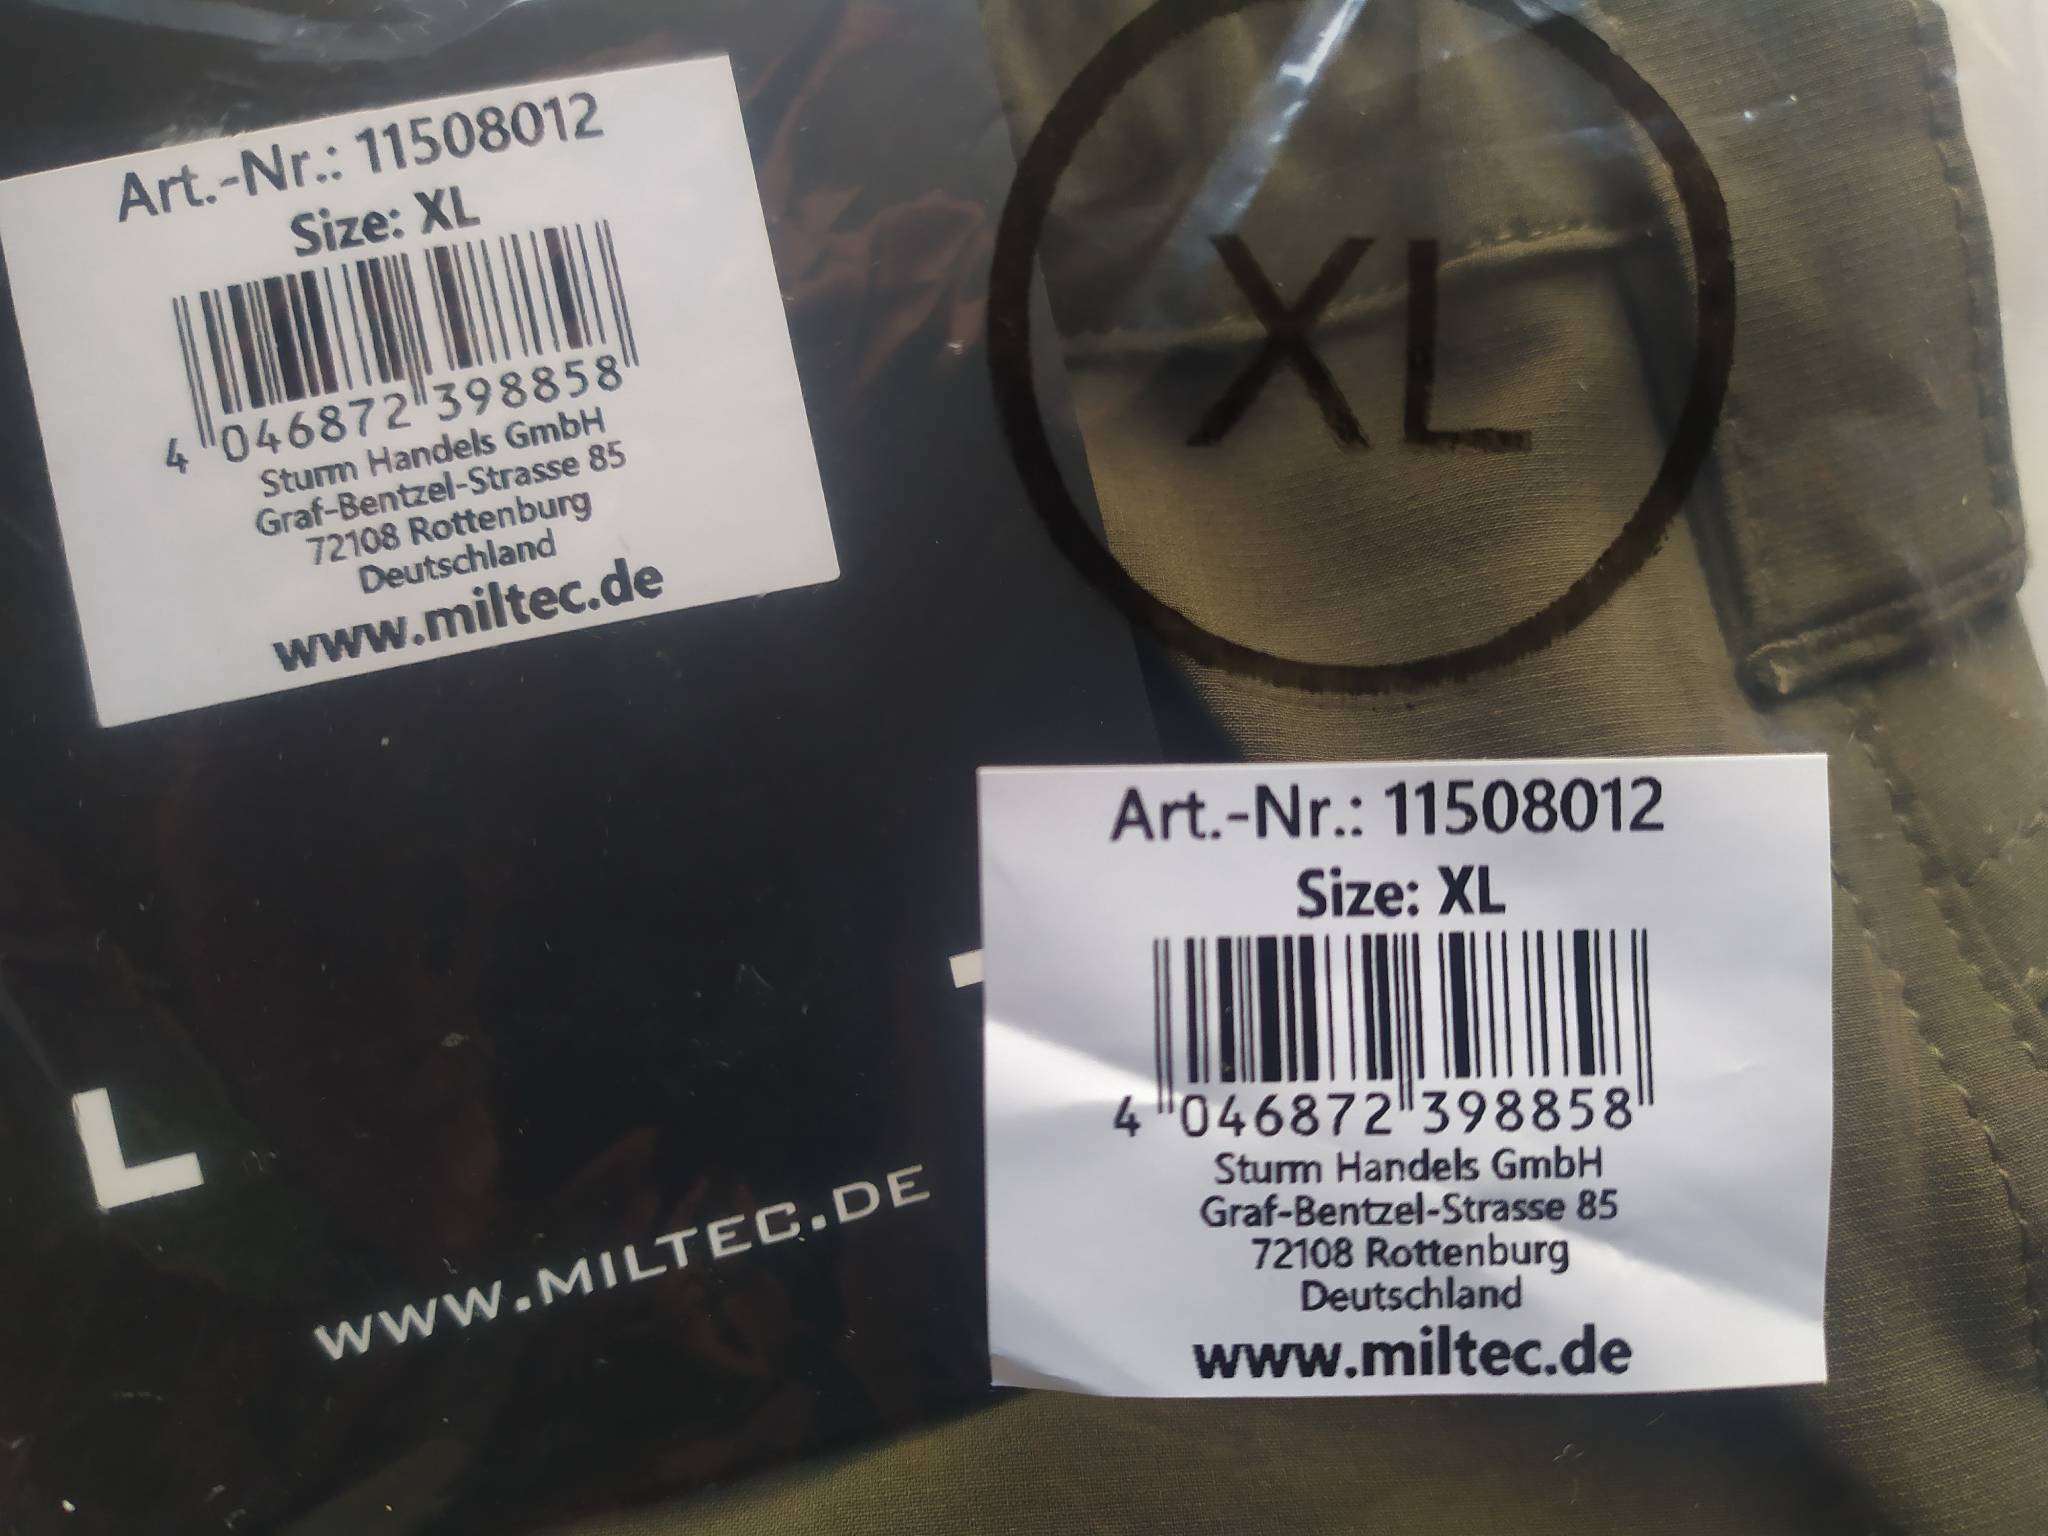 Art.-Nr.: 11508012
Size: XL
4 046872 398858
Sturm Handels GmbH
Graf-Bentzel-Strasse 85
72108 Rottenburg
Deutschland
www.miltec.de
XL
L
WWW.MILTEC.DE
Art.-Nr.: 11508012
Size: XL
4 046872 398858
Sturm Handels GmbH
Graf-Bentzel-Strasse 85
72108 Rottenburg
Deutschland
www.miltec.de